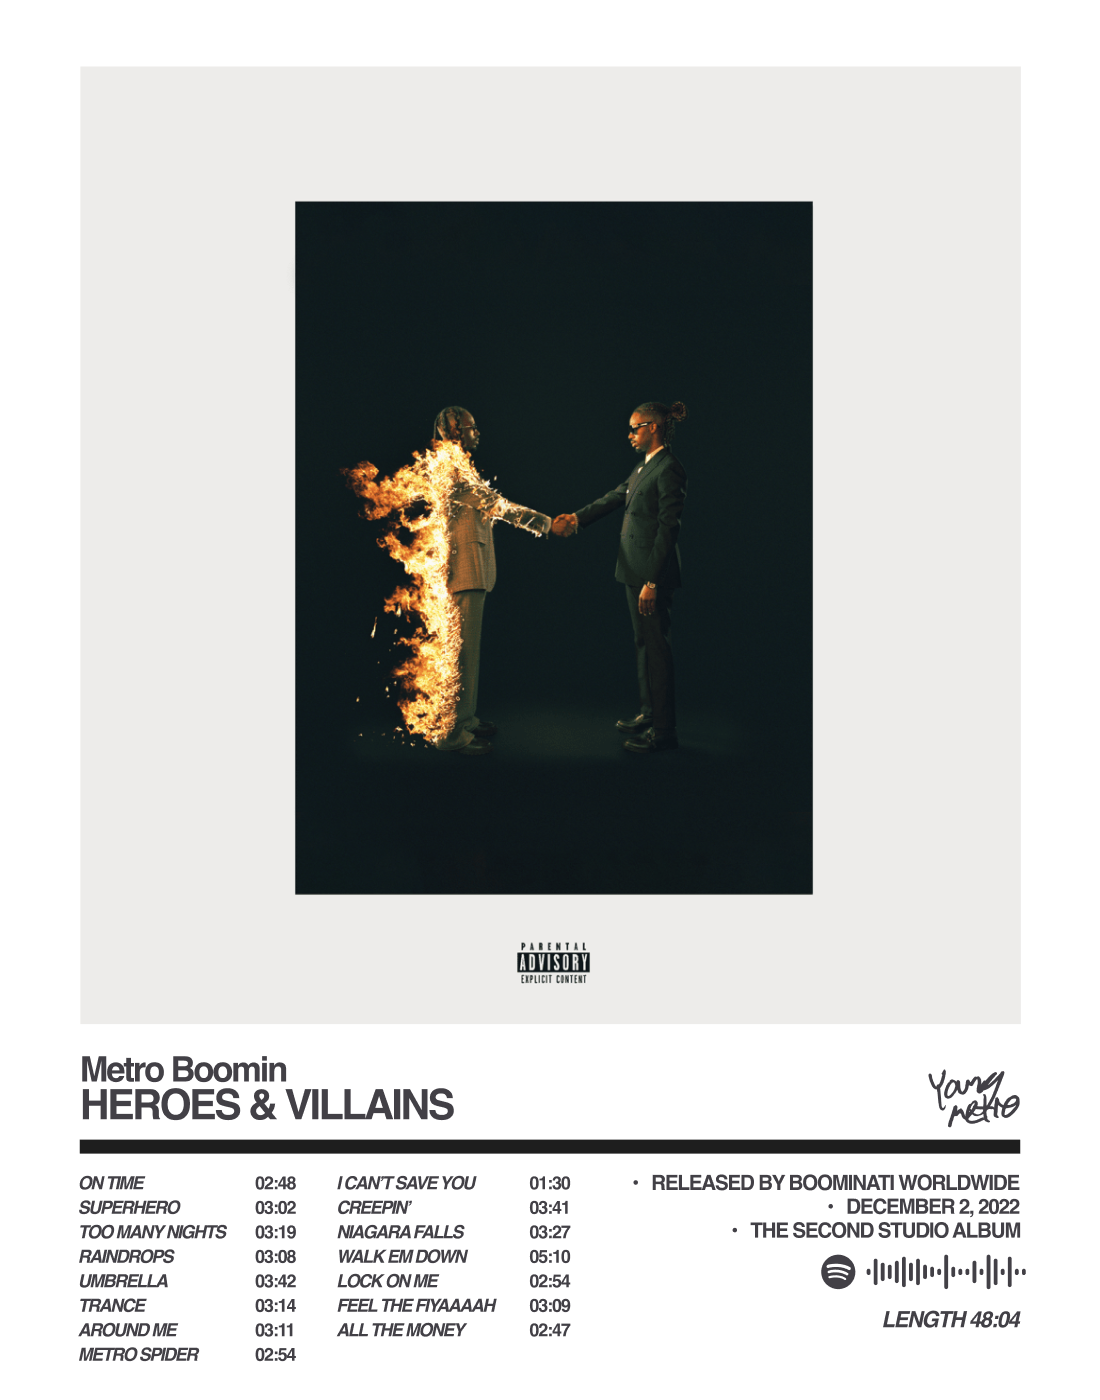 PARENTAL
ADVISORY
EXPLICIT CONTENT
Metro Boomin
HEROES & VILLAINS
Young
metro
ON TIME 02:48
SUPERHERO 03:02
TOO MANY NIGHTS 03:19
RAINDROPS 03:08
UMBRELLA 03:42
TRANCE 03:14
AROUND ME 03:11
METRO SPIDER 02:54
I CAN'T SAVE YOU 01:30
CREEPIN' 03:41
NIAGARA FALLS 03:27
WALK EM DOWN 05:10
LOCK ON ME 02:54
FEEL THE FIYAAAAH 03:09
ALL THE MONEY 02:47
• RELEASED BY BOOMINATI WORLDWIDE
• DECEMBER 2, 2022
• THE SECOND STUDIO ALBUM
LENGTH 48:04